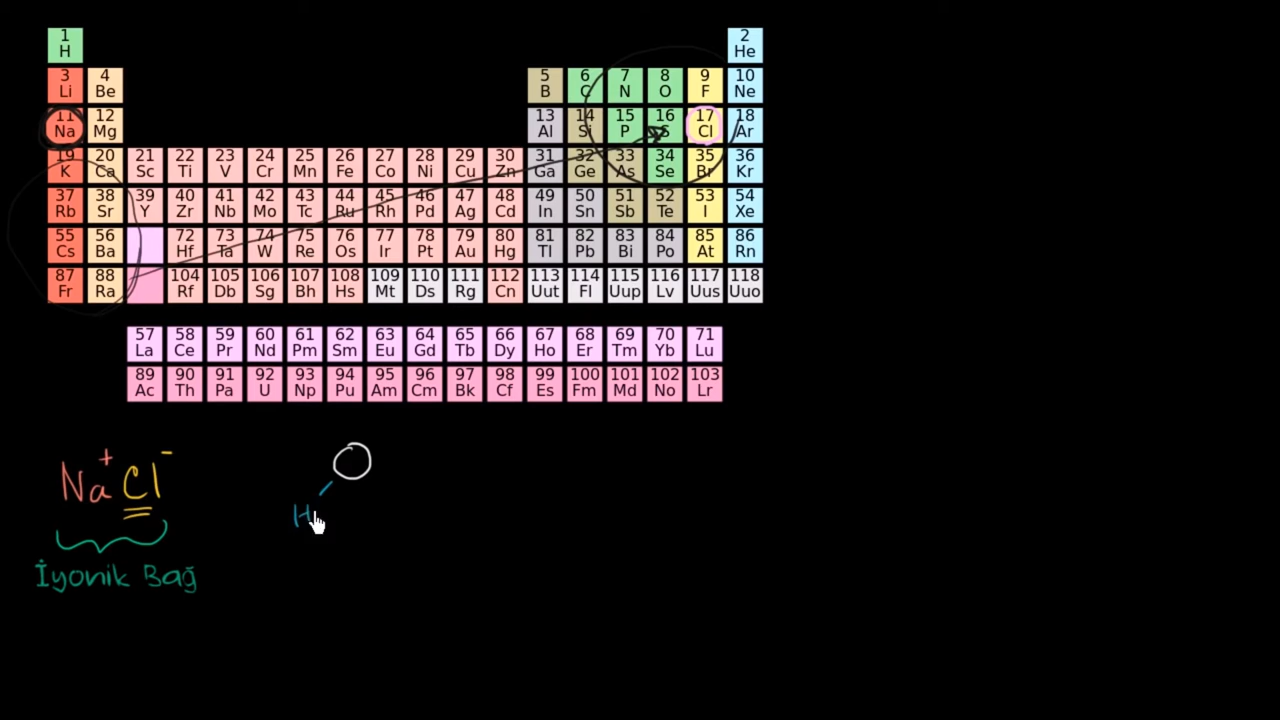 1 2
H He
3 4 5 6 7 8 9 10
Li Be B C N O F Ne
11 12 13 14 15 16 17 18
Na Mg Al Si P S Cl Ar
19 20 21 22 23 24 25 26 27 28 29 30 31 32 33 34 35 36
K Ca Sc Ti V Cr Mn Fe Co Ni Cu Zn Ga Ge As Se Br Kr
37 38 39 40 41 42 43 44 45 46 47 48 49 50 51 52 53 54
Rb Sr Y Zr Nb Mo Tc Ru Rh Pd Ag Cd In Sn Sb Te I Xe
55 56 72 73 74 75 76 77 78 79 80 81 82 83 84 85 86
Cs Ba Hf Ta W Re Os Ir Pt Au Hg Tl Pb Bi Po At Rn
87 88 104 105 106 107 108 109 110 111 112 113 114 115 116 117 118
Fr Ra Rf Db Sg Bh Hs Mt Ds Rg Cn Uut Fl Uup Lv Uus Uuo
57 58 59 60 61 62 63 64 65 66 67 68 69 70 71
La Ce Pr Nd Pm Sm Eu Gd Tb Dy Ho Er Tm Yb Lu
89 90 91 92 93 94 95 96 97 98 99 100 101 102 103
Ac Th Pa U Np Pu Am Cm Bk Cf Es Fm Md No Lr
Na⁺ Cl⁻
O
H
İyonik Bağ